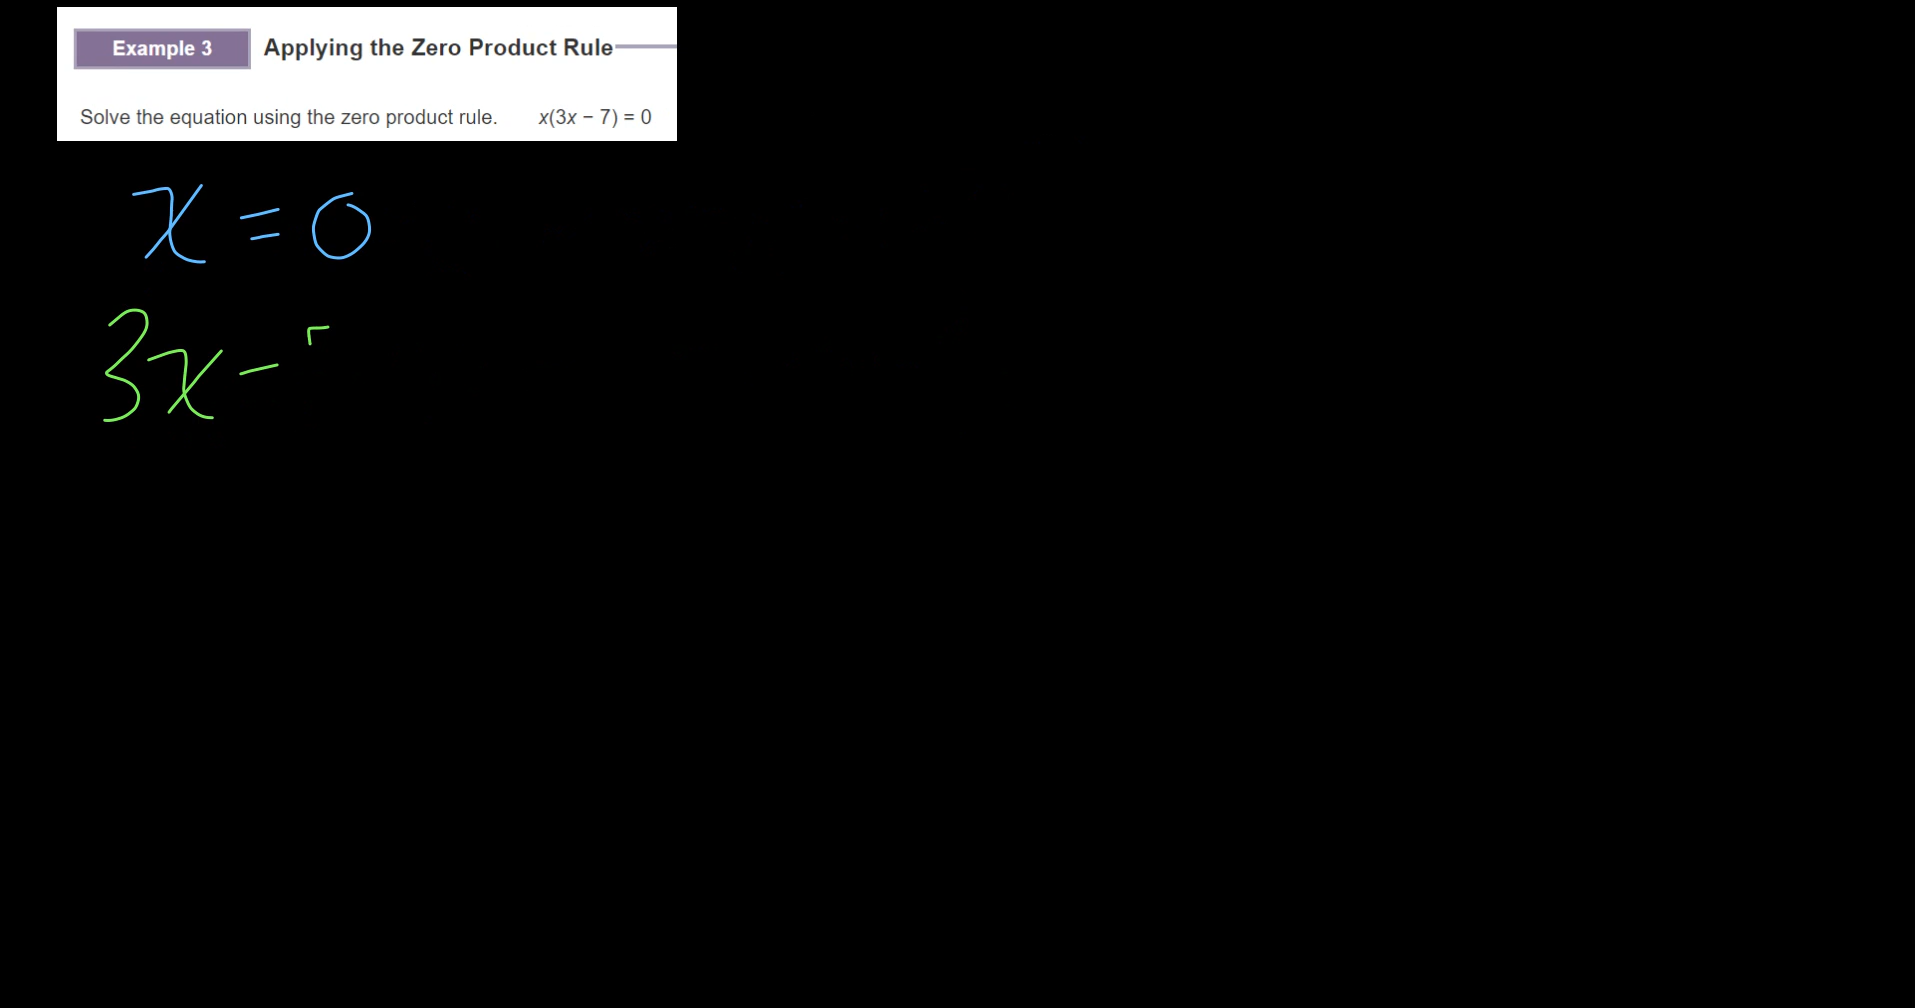 Example 3 Applying the Zero Product Rule
Solve the equation using the zero product rule. x(3x − 7) = 0
x = 0
3x −